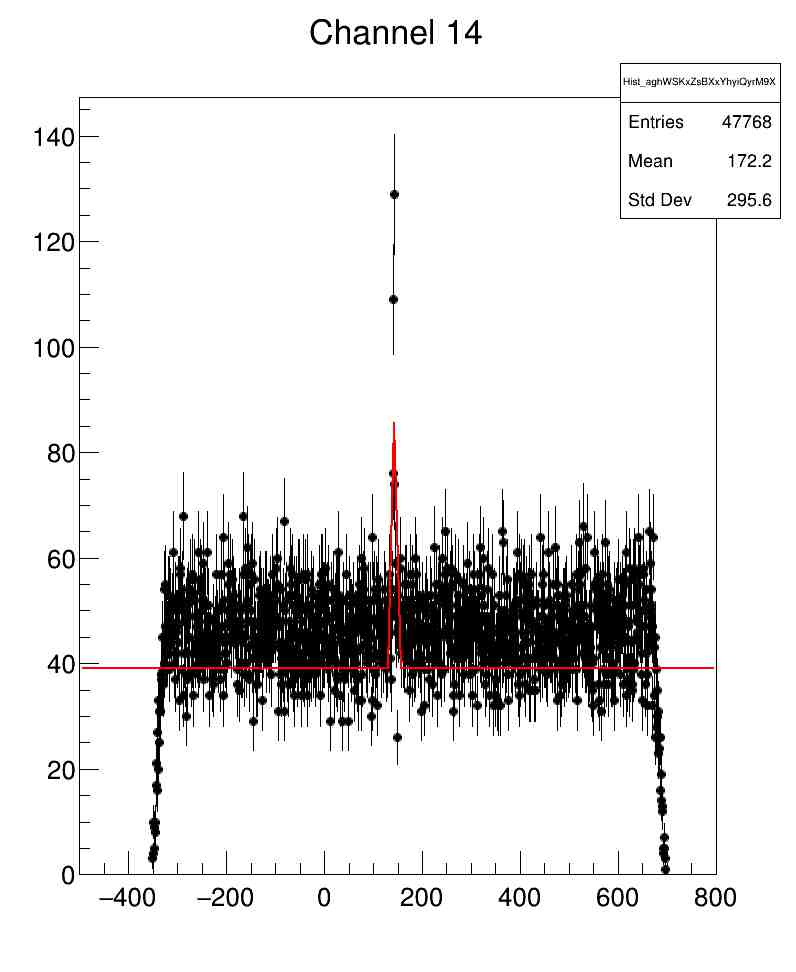 Channel 14
Hist_aghWSKxZsBXxYhyiQyrM9X
Entries 47768
Mean 172.2
Std Dev 295.6
140
120
100
80
60
40
20
0
−400 −200 0 200 400 600 800